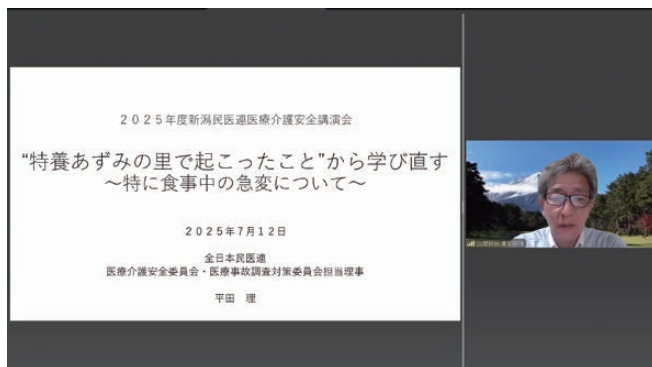 ２０２５年度新潟民医連医療介護安全講演会
“特養あずみの里で起こったこと”から学び直す
～特に食事中の急変について～
２０２５年７月１２日
全日本民医連
医療介護安全委員会・医療事故調査対策委員会担当理事
平田　理